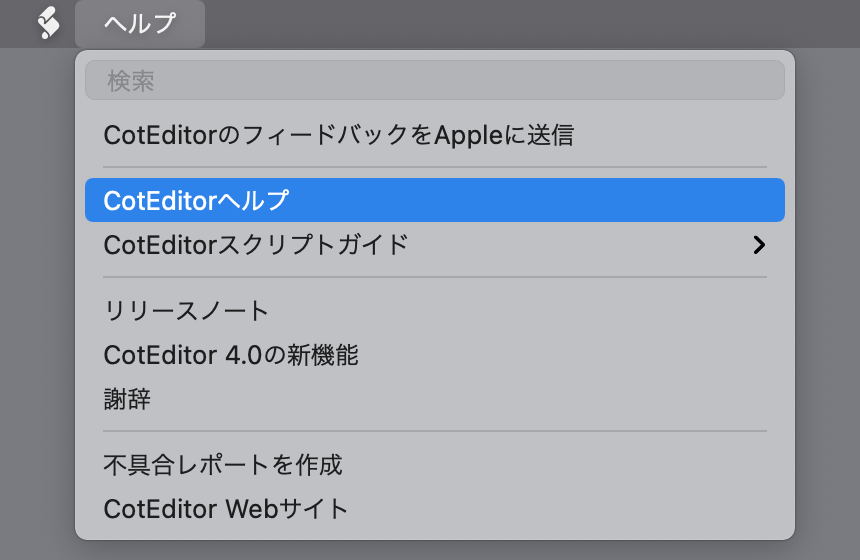 ヘルプ
検索
CotEditorのフィードバックをAppleに送信
CotEditorヘルプ
CotEditorスクリプトガイド
リリースノート
CotEditor 4.0の新機能
謝辞
不具合レポートを作成
CotEditor Webサイト